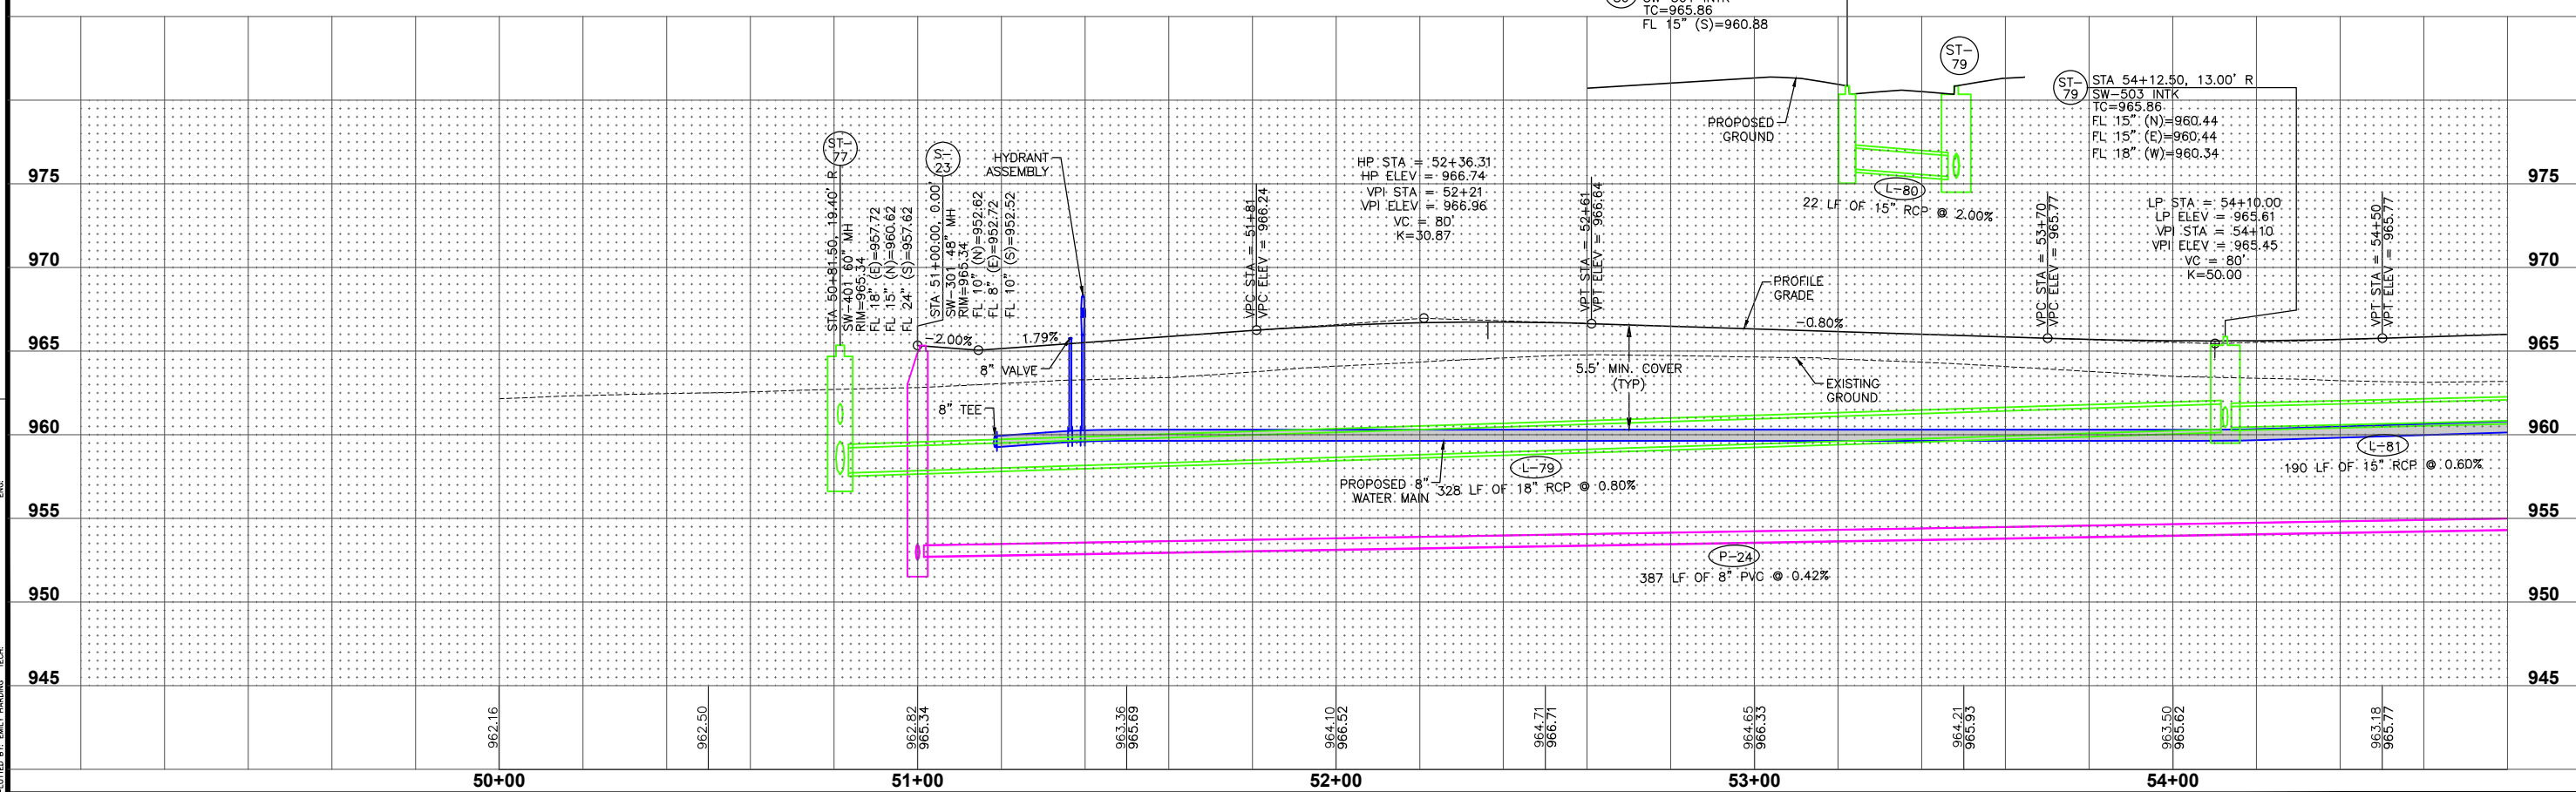 SW-501 INTK
TC=965.86
FL 15" (S)=960.88
ST-
79
ST-
79
STA 54+12.50, 13.00' R
SW-503 INTK
TC=965.86
FL 15" (N)=960.44
FL 15" (E)=960.44
FL 18" (W)=960.34
PROPOSED
GROUND
L-80
22 LF OF 15" RCP @ 2.00%
ST-
77
STA 50+81.50, 19.40' R
SW-401 60" MH
RIM=965.34
FL 18" (E)=957.72
FL 15" (N)=960.62
FL 24" (S)=957.62
S-
23
STA 51+00.00, 0.00'
SW-301 48" MH
RIM=965.34
FL 10" (N)=952.62
FL 8" (E)=952.72
FL 10" (S)=952.52
HYDRANT
ASSEMBLY
VPC STA = 51+81
VPC ELEV = 966.24
HP STA = 52+36.31
HP ELEV = 966.74
VPI STA = 52+21
VPI ELEV = 966.96
VC = 80'
K=30.87
VPT STA = 52+61
VPT ELEV = 966.64
VPC STA = 53+70
VPC ELEV = 965.77
LP STA = 54+10.00
LP ELEV = 965.61
VPI STA = 54+10
VPI ELEV = 965.45
VC = 80'
K=50.00
VPT STA = 54+50
VPT ELEV = 965.77
975
975
970
970
965
965
960
960
955
955
950
950
945
945
PROFILE
GRADE
-2.00%
1.79%
-0.80%
8" VALVE
8" TEE
5.5' MIN. COVER
(TYP)
EXISTING
GROUND
L-79
328 LF OF 18" RCP @ 0.80%
PROPOSED 8"
WATER MAIN
L-81
190 LF OF 15" RCP @ 0.60%
P-24
387 LF OF 8" PVC @ 0.42%
962.16
962.50
962.82
965.34
963.36
965.69
964.10
966.52
964.71
966.71
964.65
966.33
964.21
965.93
963.50
965.62
963.18
965.77
50+00
51+00
52+00
53+00
54+00
PLOTTED BY: EMILY HARDING
TECH:
ENG: